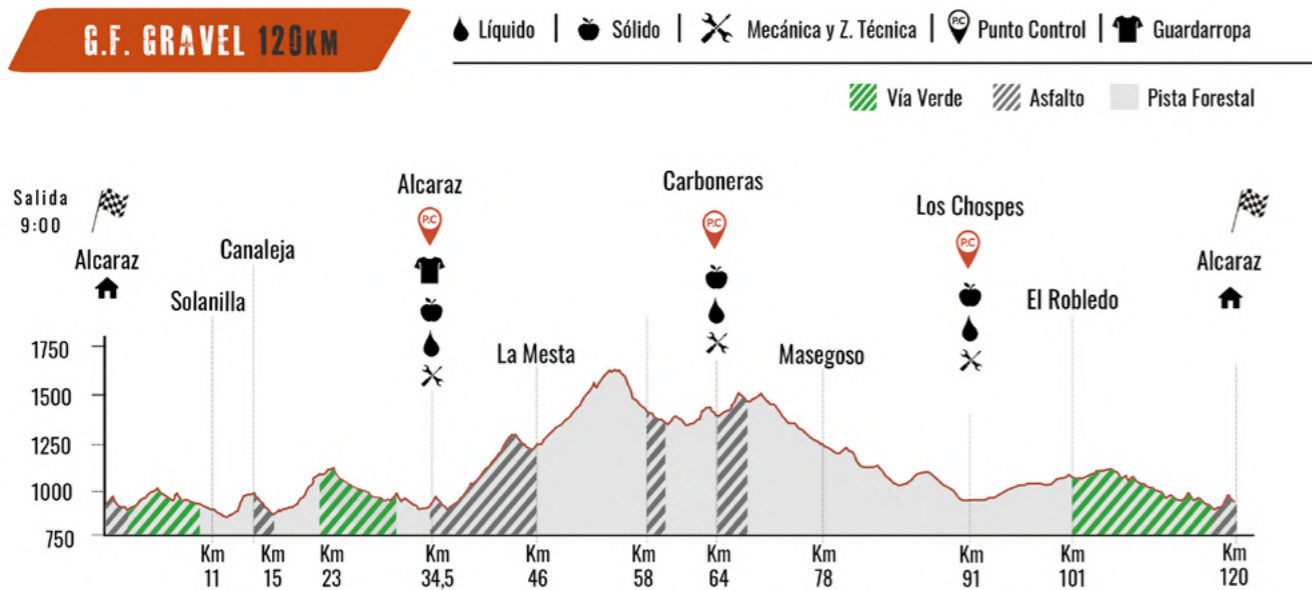 G.F. GRAVEL 120KM
Líquido
Sólido
Mecánica y Z. Técnica
P.C
Punto Control
Guardarropa
Vía Verde
Asfalto
Pista Forestal
Salida
9:00
Alcaraz
Solanilla
Canaleja
Alcaraz
P.C
La Mesta
Carboneras
P.C
Masegoso
Los Chospes
P.C
El Robledo
Alcaraz
1750
1500
1250
1000
750
Km
11
Km
15
Km
23
Km
34,5
Km
46
Km
58
Km
64
Km
78
Km
91
Km
101
Km
120